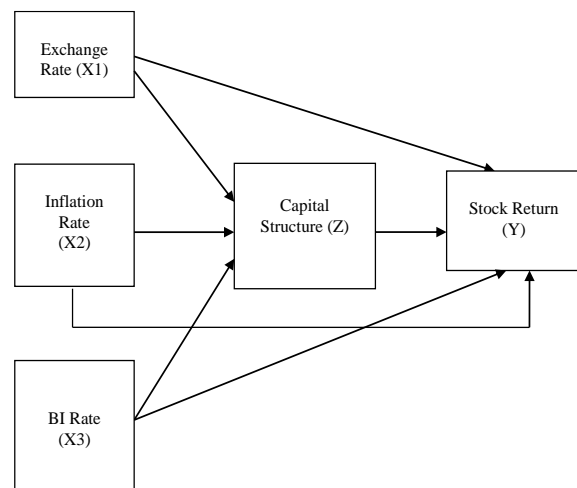 Exchange
Rate (X1)
Inflation
Rate
(X2)
Capital
Structure (Z)
Stock Return
(Y)
BI Rate
(X3)